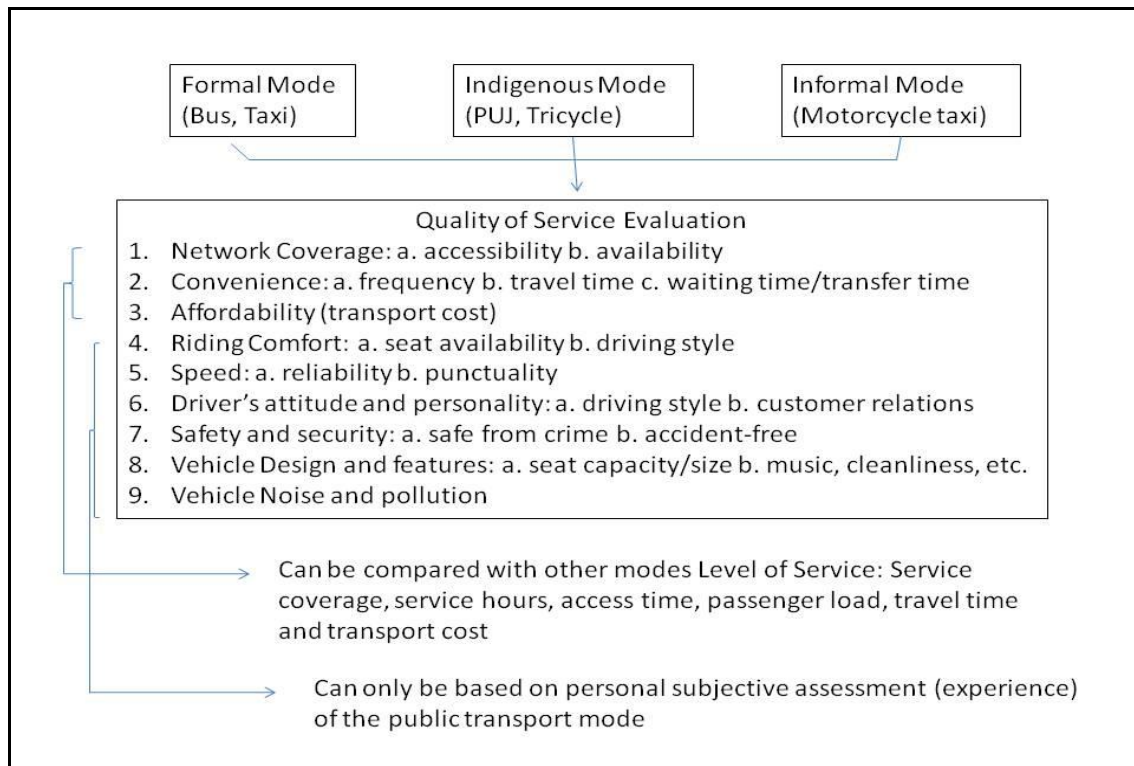 Formal Mode
(Bus, Taxi)
Indigenous Mode
(PUJ, Tricycle)
Informal Mode
(Motorcycle taxi)
Quality of Service Evaluation
1. Network Coverage: a. accessibility b. availability
2. Convenience: a. frequency b. travel time c. waiting time/transfer time
3. Affordability (transport cost)
4. Riding Comfort: a. seat availability b. driving style
5. Speed: a. reliability b. punctuality
6. Driver's attitude and personality: a. driving style b. customer relations
7. Safety and security: a. safe from crime b. accident-free
8. Vehicle Design and features: a. seat capacity/size b. music, cleanliness, etc.
9. Vehicle Noise and pollution
Can be compared with other modes Level of Service: Service
coverage, service hours, access time, passenger load, travel time
and transport cost
Can only be based on personal subjective assessment (experience)
of the public transport mode